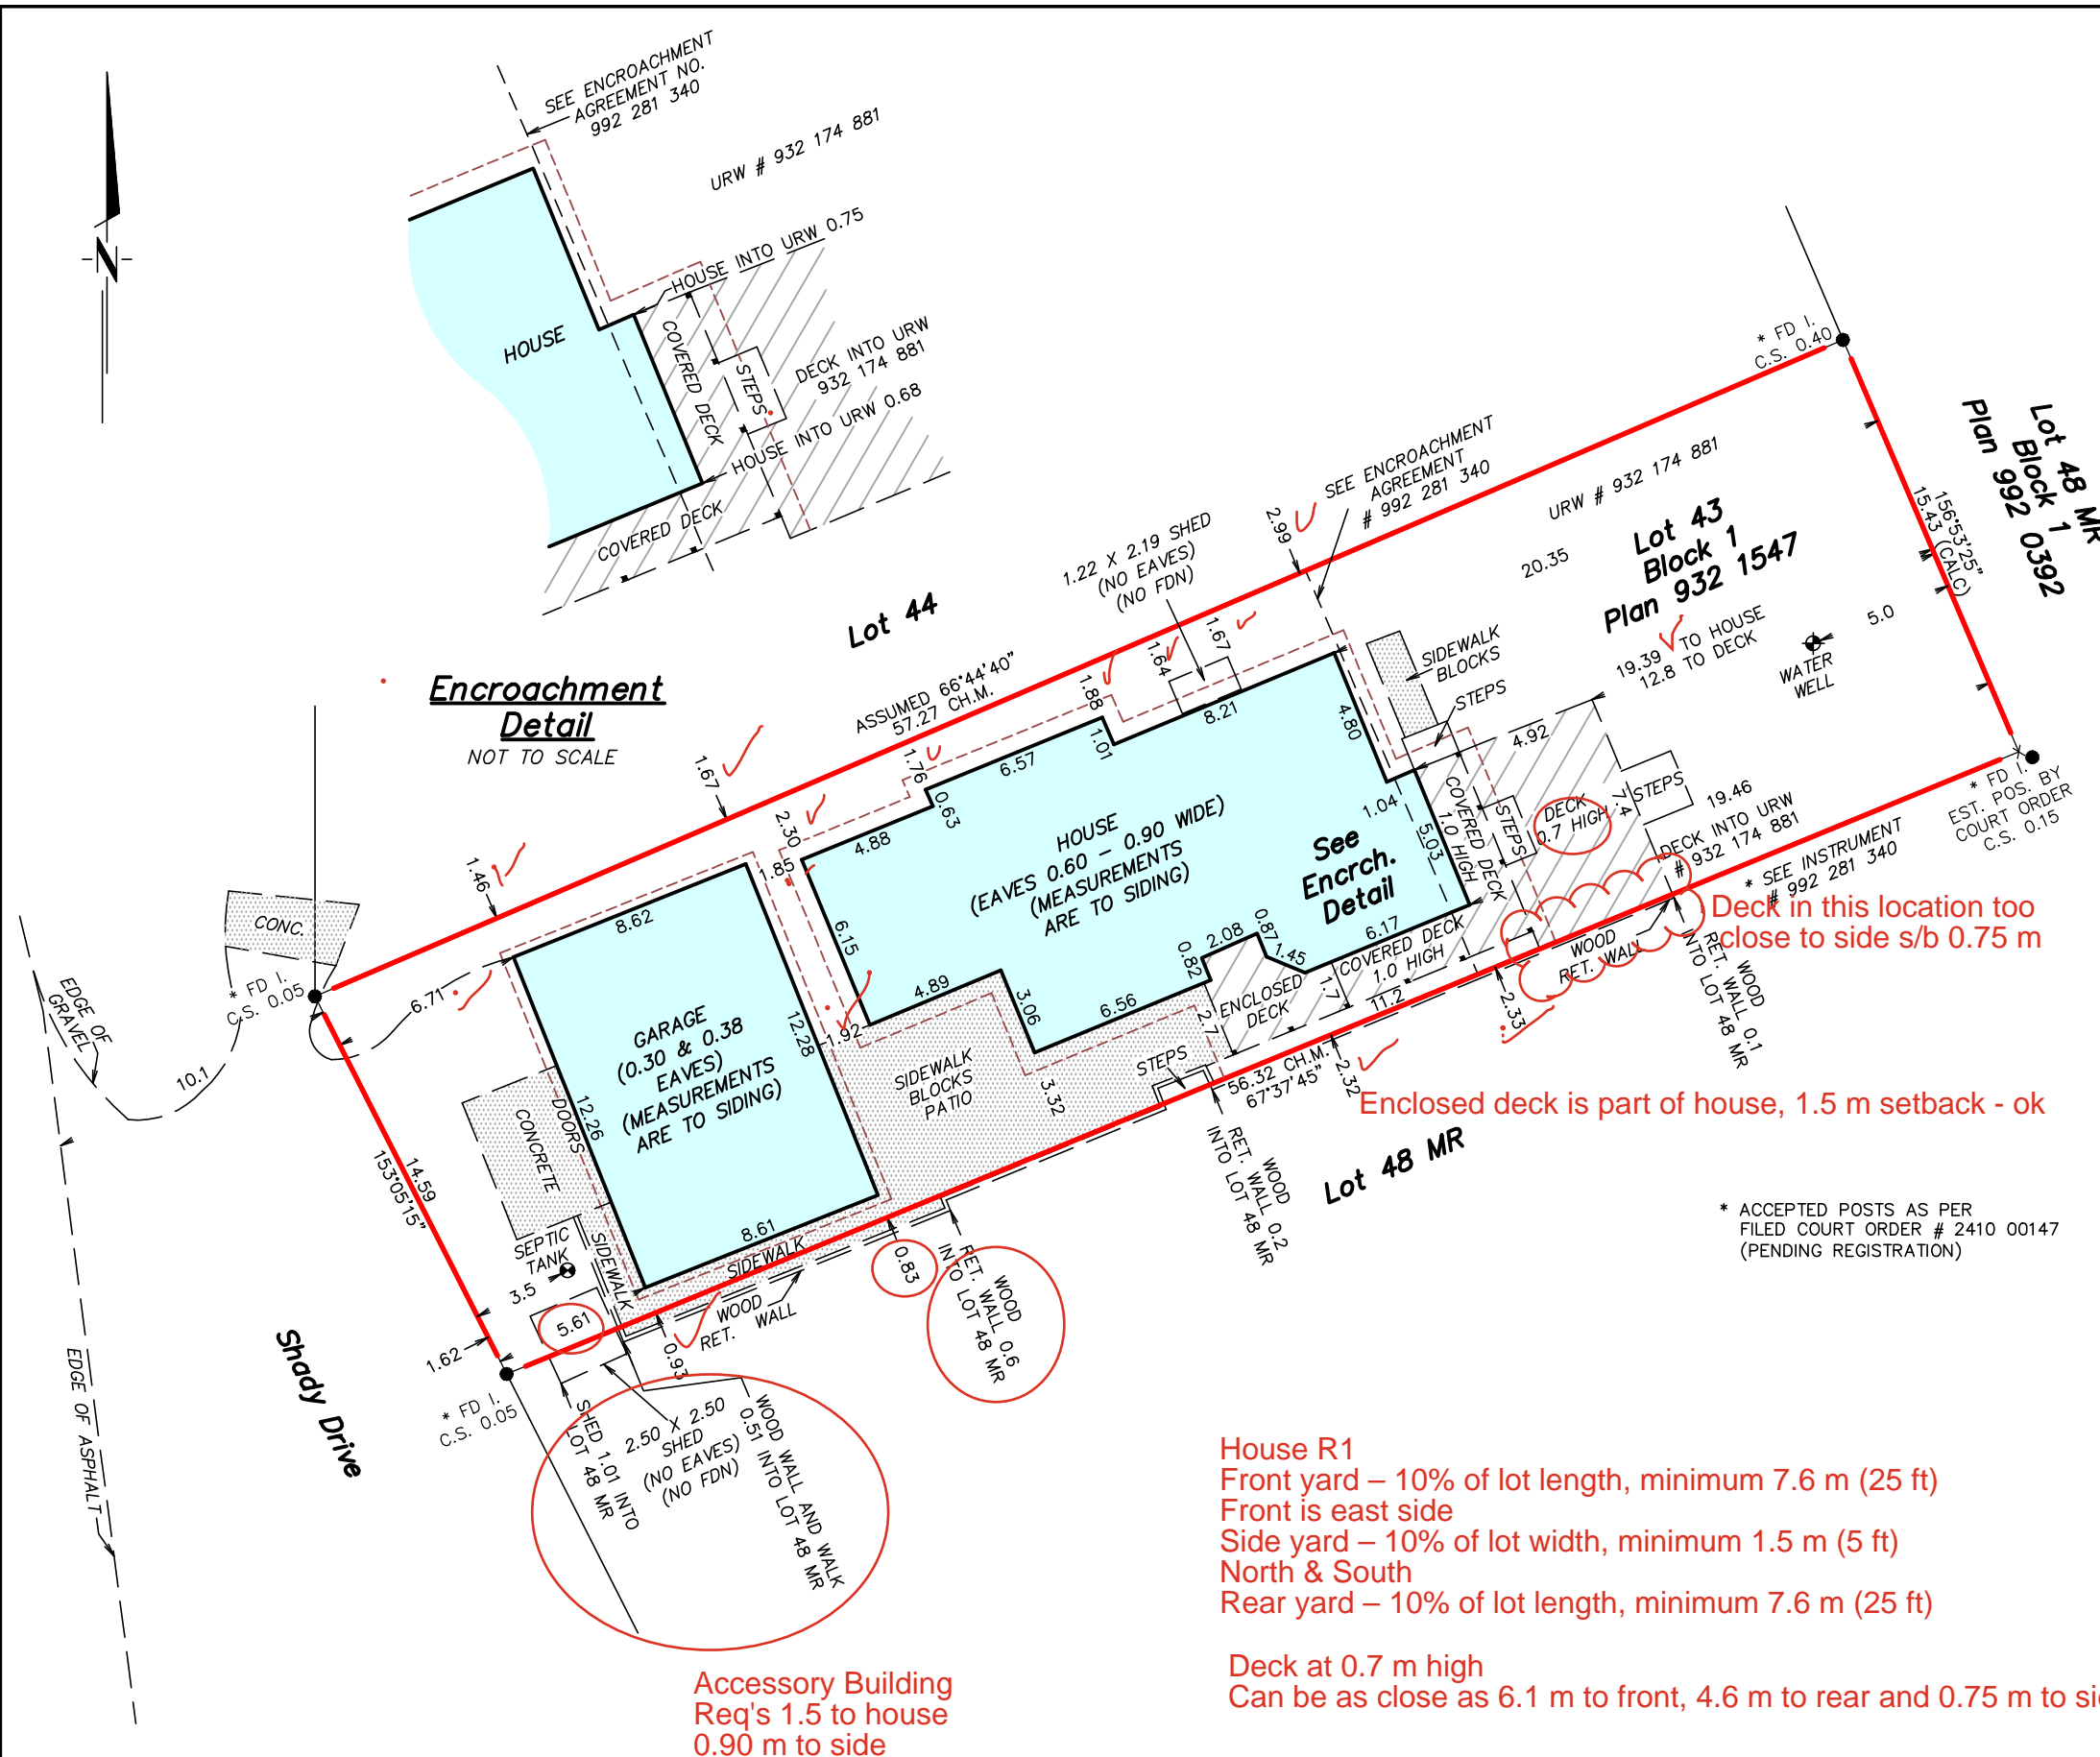 SEE ENCROACHMENT
AGREEMENT NO.
992 281 340
URW # 932 174 881
HOUSE INTO URW 0.75
HOUSE
COVERED DECK
STEPS
DECK INTO URW
932 174 881
HOUSE INTO URW 0.68
COVERED DECK
N
Encroachment
Detail
NOT TO SCALE
Lot 44
ASSUMED 66°44'40"
57.27 CH.M.
1.22 X 2.19 SHED
(NO EAVES)
(NO FDN)
2.99
SEE ENCROACHMENT
AGREEMENT
# 992 281 340
URW # 932 174 881
* FD I.
C.S. 0.40
Lot 48 MR
Block 1
Plan 992 0392
156°53'25"
15.43 (CALC)
20.35
Lot 43
Block 1
Plan 932 1547
19.39 TO HOUSE
12.8 TO DECK
5.0
WATER
WELL
1.67
1.64
1.88
1.76
1.67
2.30
1.46
1.85
4.88
0.63
6.57
1.01
8.21
4.80
SIDEWALK
BLOCKS
STEPS
4.92
HOUSE
(EAVES 0.60 – 0.90 WIDE)
(MEASUREMENTS
ARE TO SIDING)
See
Encrch.
Detail
1.04
5.03
1.0 HIGH
COVERED DECK
STEPS
DECK
0.7 HIGH
7.4
STEPS
19.46
DECK INTO URW
# 932 174 881
* SEE INSTRUMENT
# 992 281 340
* FD I.
EST. POS. BY
COURT ORDER
C.S. 0.15
Deck in this location too
close to side s/b 0.75 m
WOOD
RET. WALL
WOOD
RET. WALL 0.1
INTO LOT 48 MR
6.15
4.89
3.06
6.56
0.82
2.08
0.87
1.45
6.17
COVERED DECK
1.0 HIGH
ENCLOSED
DECK
1.7
11.2
2.7
2.33
2.32
56.32 CH.M.
67°37'45"
Enclosed deck is part of house, 1.5 m setback - ok
Lot 48 MR
CONC.
* FD I.
C.S. 0.05
EDGE OF
GRAVEL
10.1
6.71
8.62
GARAGE
(0.30 & 0.38
EAVES)
(MEASUREMENTS
ARE TO SIDING)
12.28
12.26
1.92
SIDEWALK
BLOCKS
PATIO
3.32
STEPS
DOORS
CONCRETE
14.59
153°05'15"
SEPTIC
TANK
SIDEWALK
8.61
SIDEWALK
3.5
5.61
1.62
WOOD
RET. WALL
0.83
0.93
WOOD
RET. WALL 0.6
INTO LOT 48 MR
WOOD
RET. WALL 0.2
INTO LOT 48 MR
* FD I.
C.S. 0.05
Shady Drive
EDGE OF ASPHALT
SHED 1.01 INTO
LOT 48 MR
2.50 X 2.50
SHED
(NO EAVES)
(NO FDN)
WOOD WALL AND WALK
0.51 INTO LOT 48 MR
* ACCEPTED POSTS AS PER
FILED COURT ORDER # 2410 00147
(PENDING REGISTRATION)
House R1
Front yard – 10% of lot length, minimum 7.6 m (25 ft)
Front is east side
Side yard – 10% of lot width, minimum 1.5 m (5 ft)
North & South
Rear yard – 10% of lot length, minimum 7.6 m (25 ft)
Deck at 0.7 m high
Can be as close as 6.1 m to front, 4.6 m to rear and 0.75 m to
Accessory Building
Req's 1.5 to house
0.90 m to side